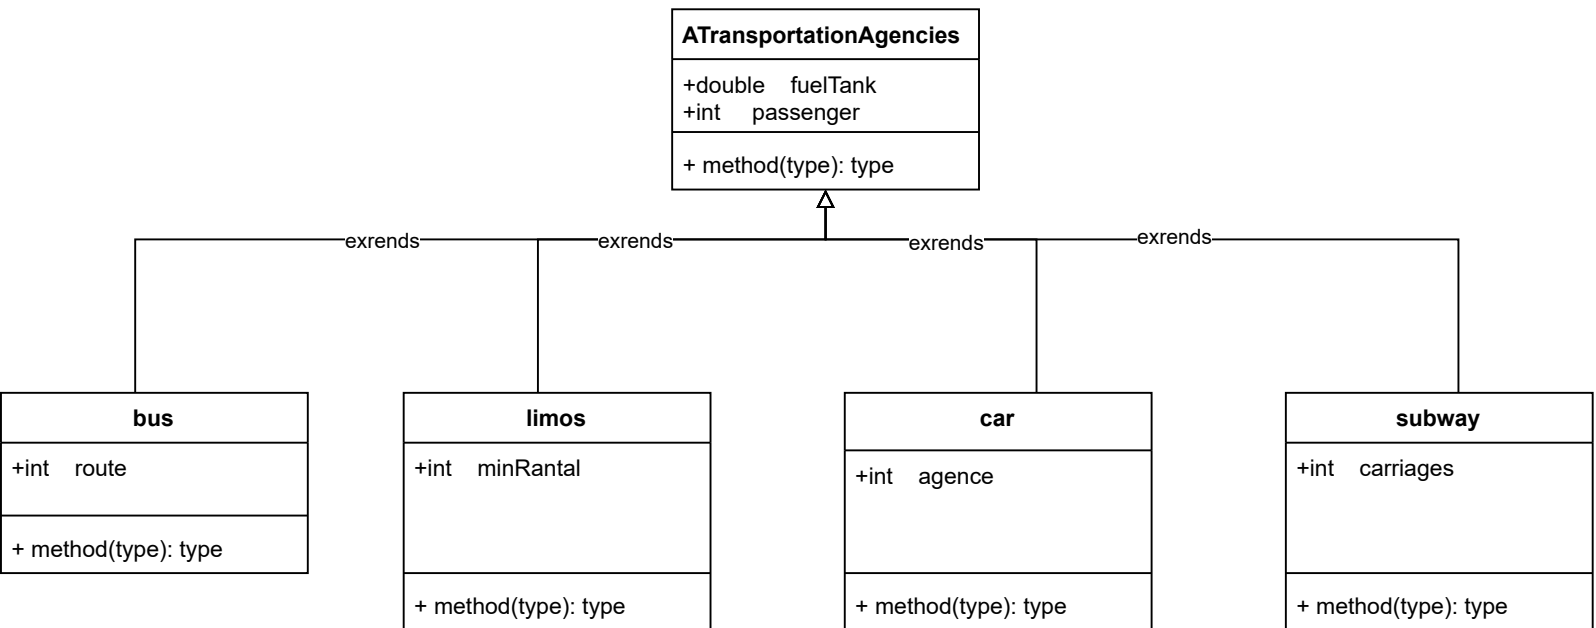 ATransportationAgencies
+double fuelTank
+int passenger
+ method(type): type
exrends
exrends
exrends
exrends
bus
+int route
+ method(type): type
limos
+int minRantal
+ method(type): type
car
+int agence
+ method(type): type
subway
+int carriages
+ method(type): type